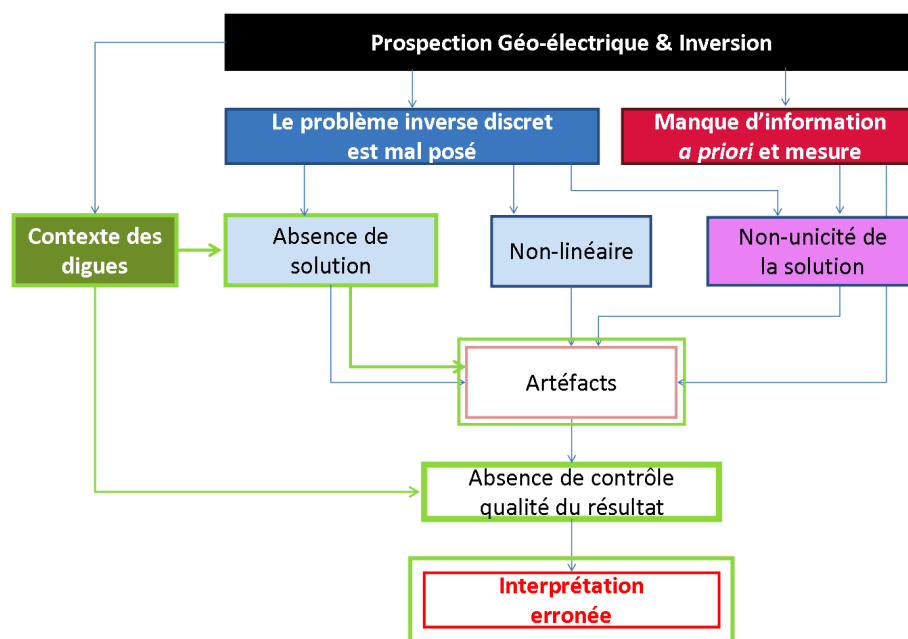 Prospection Géo-électrique & Inversion
Le problème inverse discret
est mal posé
Manque d'information
a priori et mesure
Contexte des
digues
Absence de
solution
Non-linéaire
Non-unicité de
la solution
Artéfacts
Absence de contrôle
qualité du résultat
Interprétation
erronée